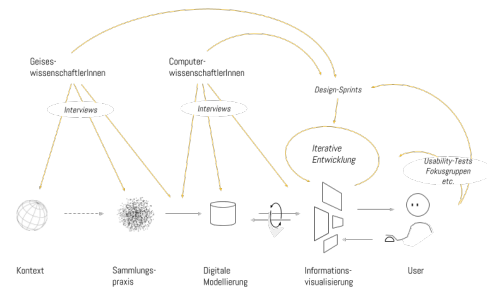 Geises-
wissenschaftlerInnen
Computer-
wissenschaftlerInnen
Interviews
Interviews
Design-Sprints
Iterative
Entwicklung
Usability-Tests
Fokusgruppen
etc.
Kontext
Sammlungs-
praxis
Digitale
Modellierung
Informations-
visualisierung
User